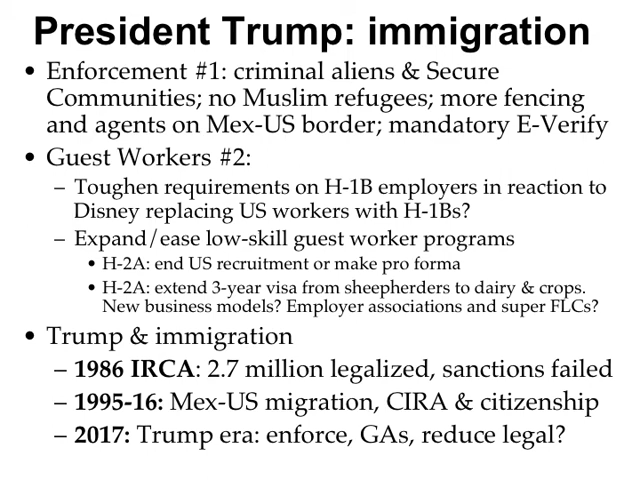 President Trump: immigration
• Enforcement #1: criminal aliens & Secure
Communities; no Muslim refugees; more fencing
and agents on Mex-US border; mandatory E-Verify
• Guest Workers #2:
– Toughen requirements on H-1B employers in reaction to
Disney replacing US workers with H-1Bs?
– Expand/ease low-skill guest worker programs
• H-2A: end US recruitment or make pro forma
• H-2A: extend 3-year visa from sheepherders to dairy & crops.
New business models? Employer associations and super FLCs?
• Trump & immigration
– 1986 IRCA: 2.7 million legalized, sanctions failed
– 1995-16: Mex-US migration, CIRA & citizenship
– 2017: Trump era: enforce, GAs, reduce legal?